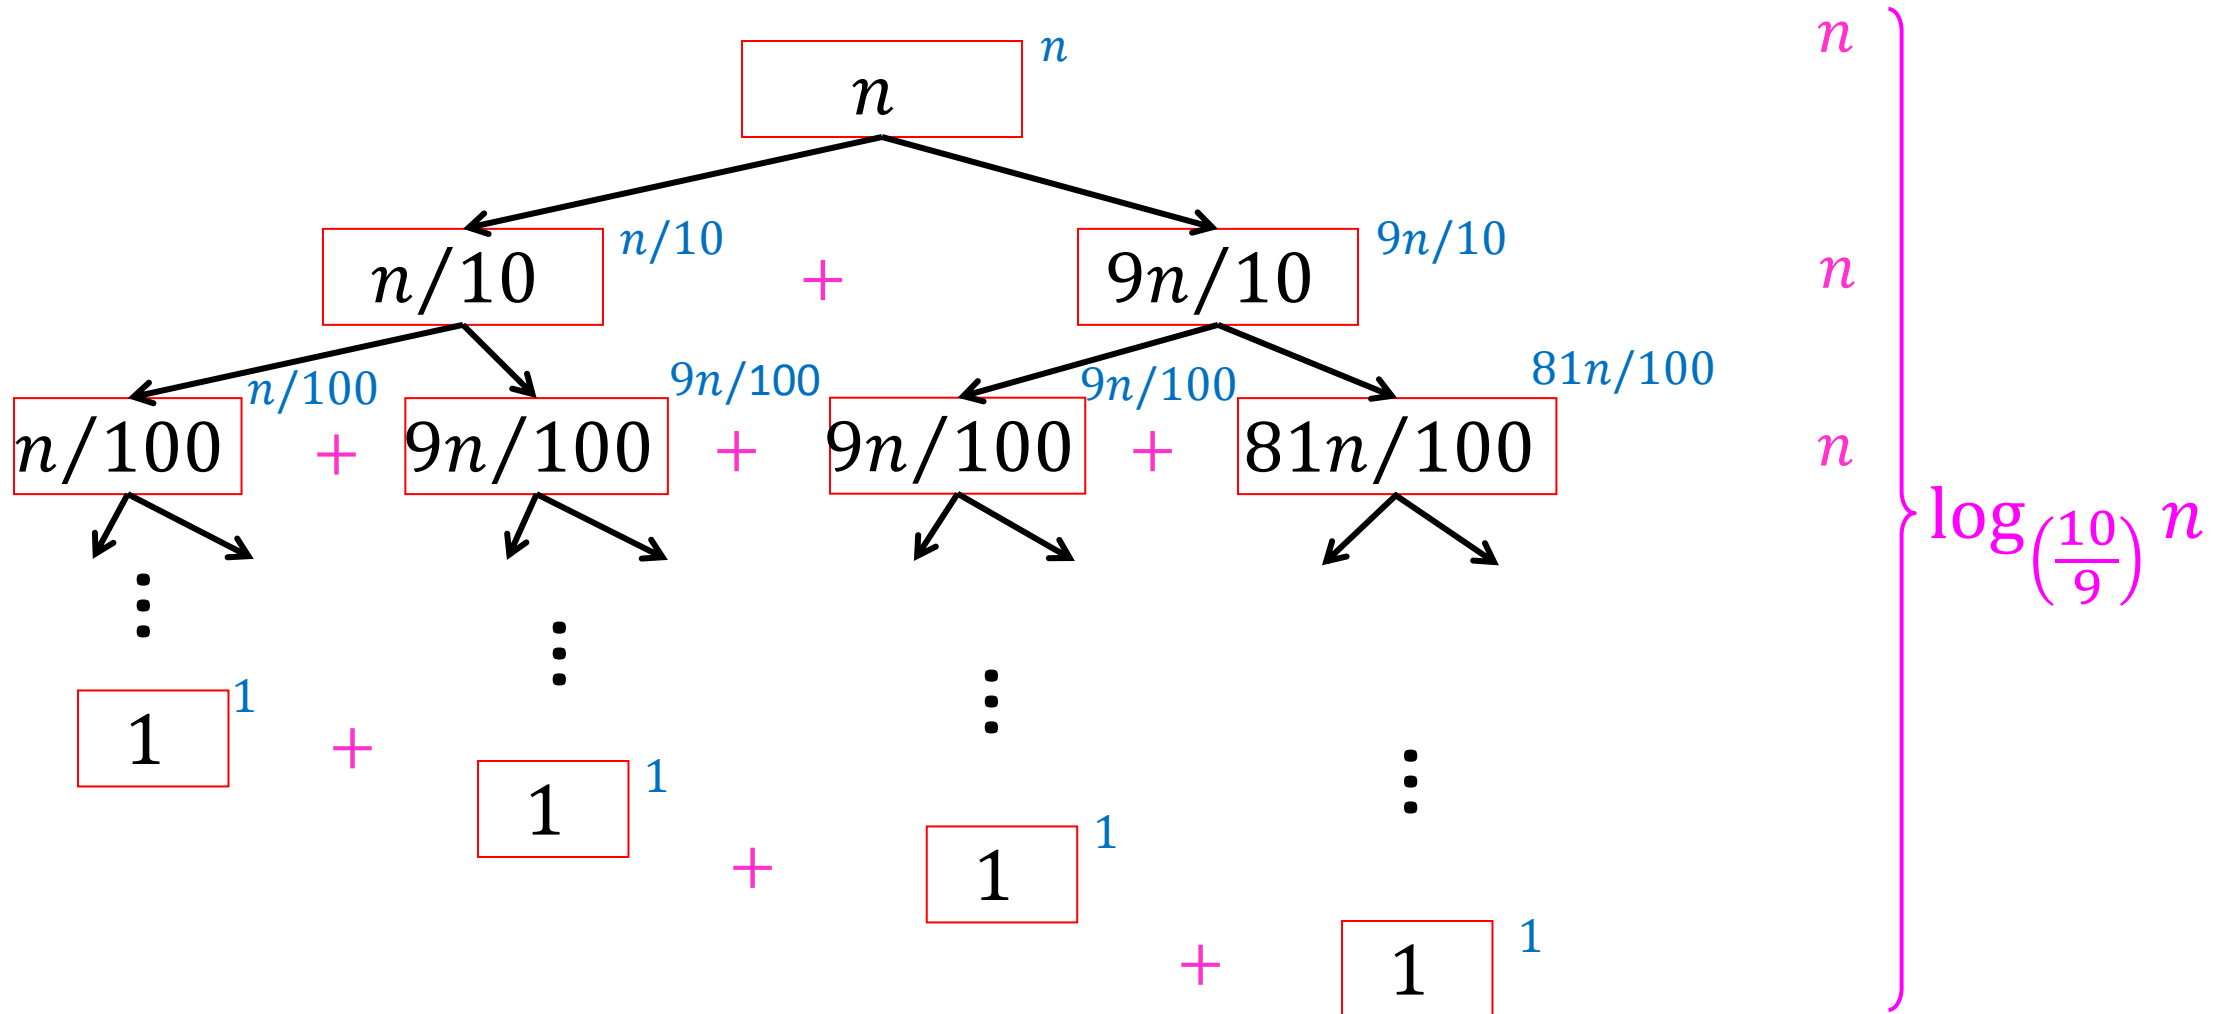 n n n
n/10 n/10 + 9n/10 9n/10 n
n/100 n/100 + 9n/100 9n/100 + 9n/100 9n/100 + 81n/100 81n/100 n
log(10/9) n
1 1 + 1 1 + 1 1 + 1 1